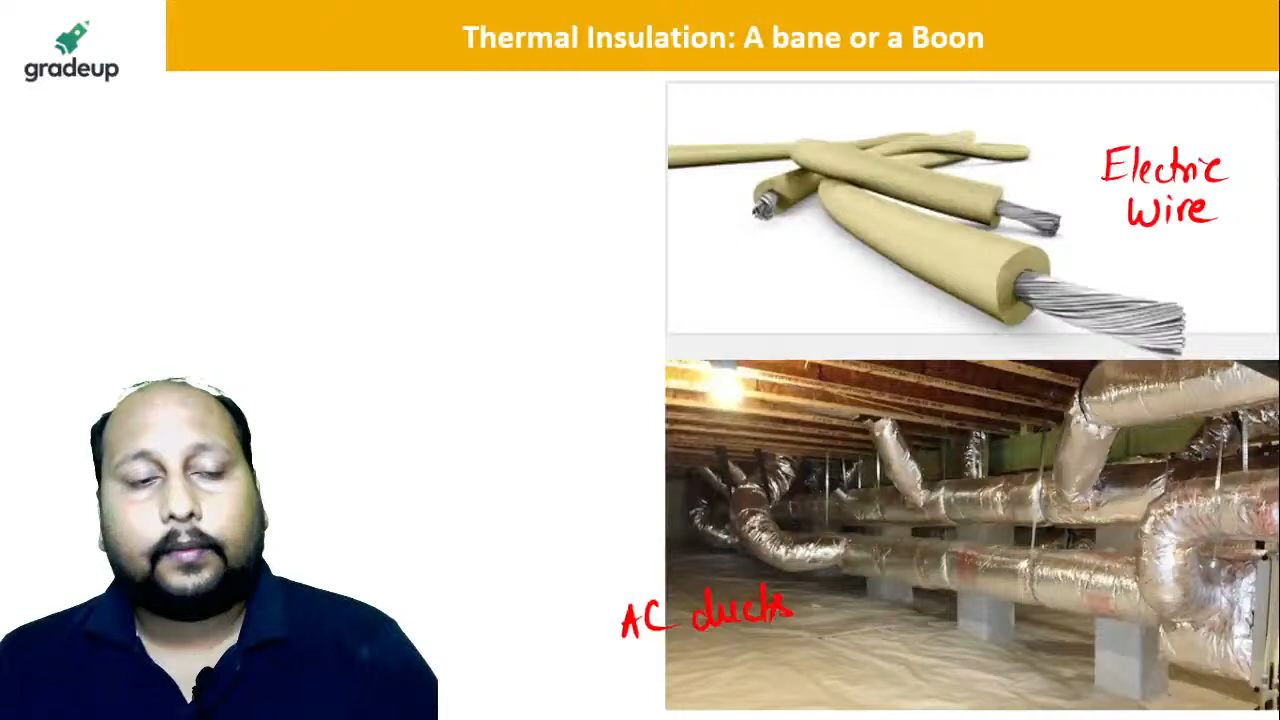 gradeup
Thermal Insulation: A bane or a Boon
Electric
Wire
AC ducts